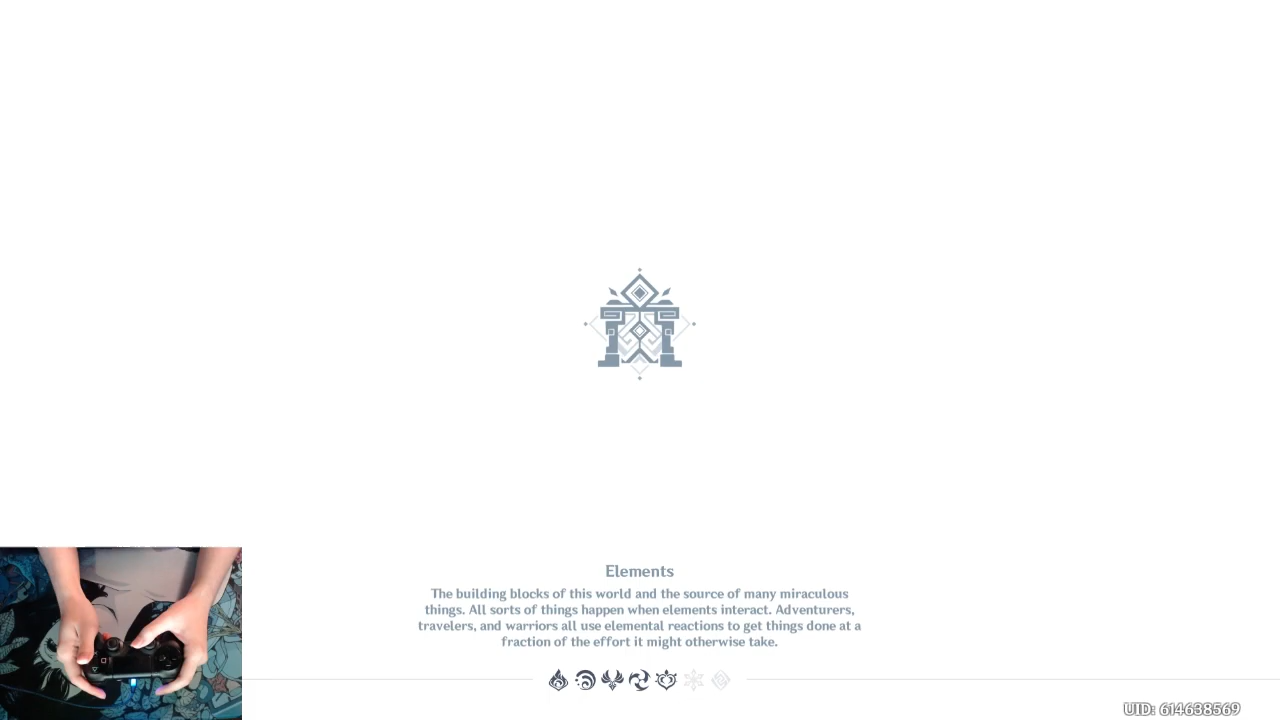 Elements
The building blocks of this world and the source of many miraculous
things. All sorts of things happen when elements interact. Adventurers,
travelers, and warriors all use elemental reactions to get things done at a
fraction of the effort it might otherwise take.
UID: 614638569